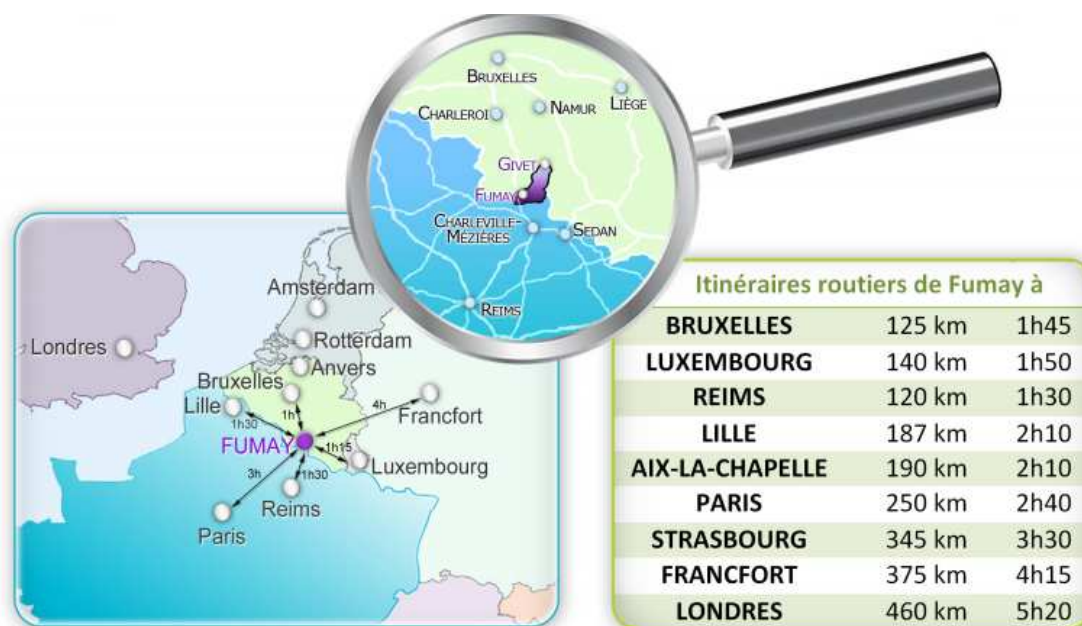 BRUXELLES
LIÈGE
CHARLEROI
NAMUR
GIVET
FUMAY
CHARLEVILLE-
MÉZIÈRES
SEDAN
REIMS
Amsterdam
Londres
Rotterdam
Anvers
Bruxelles
Lille
4h
Francfort
1h30
1h
FUMAY
1h15
Luxembourg
3h
1h30
Reims
Paris
Itinéraires routiers de Fumay à
BRUXELLES 125 km 1h45
LUXEMBOURG 140 km 1h50
REIMS 120 km 1h30
LILLE 187 km 2h10
AIX-LA-CHAPELLE 190 km 2h10
PARIS 250 km 2h40
STRASBOURG 345 km 3h30
FRANCFORT 375 km 4h15
LONDRES 460 km 5h20